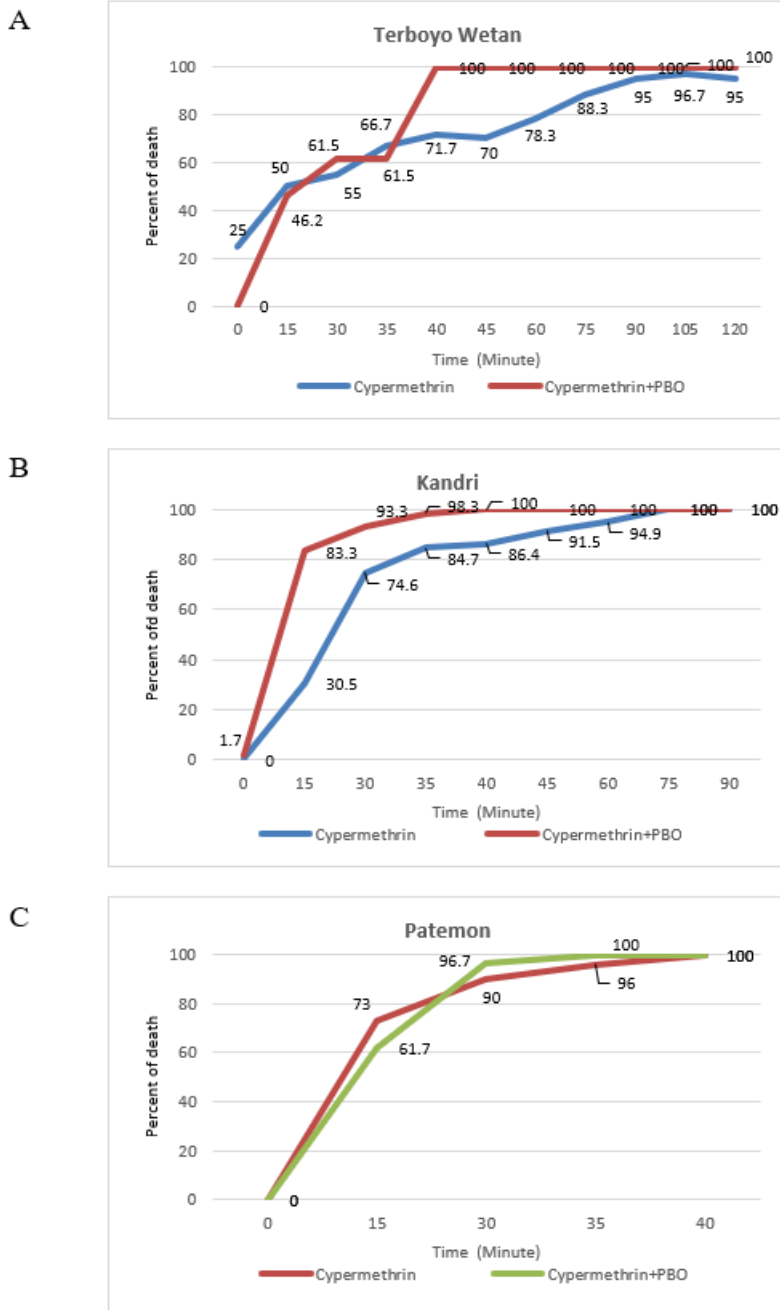 A
Terboyo Wetan
Percent of death
100
80
60
40
20
0
25
50
55
66.7
71.7
70
78.3
88.3
95
96.7
95
0
46.2
61.5
61.5
100 100 100 100 100 100 100
0 15 30 35 40 45 60 75 90 105 120
Time (Minute)
Cypermethrin Cypermethrin+PBO
B
Kandri
Percent ofd death
100
80
60
40
20
0
0
30.5
74.6
84.7
86.4
91.5
94.9
100 100
1.7
83.3
93.3
98.3
100 100 100 100 100
0 15 30 35 40 45 60 75 90
Time (Minute)
Cypermethrin Cypermethrin+PBO
C
Patemon
Percent of death
100
80
60
40
20
0
0
73
90
96
100
0
61.7
96.7
100
100
0 15 30 35 40
Time (Minute)
Cypermethrin Cypermethrin+PBO